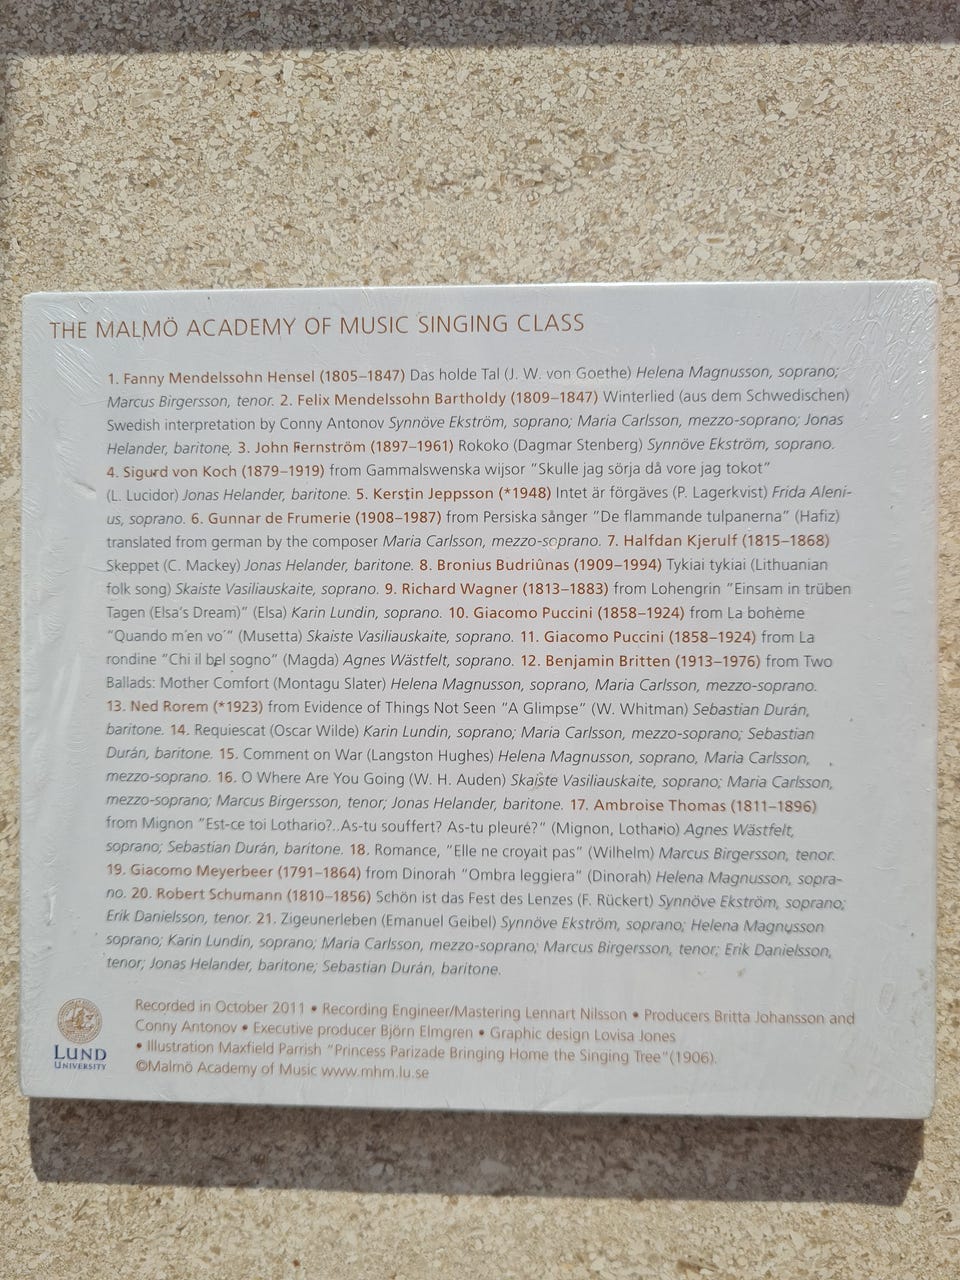 THE MALMÖ ACADEMY OF MUSIC SINGING CLASS
1. Fanny Mendelssohn Hensel (1805–1847) Das holde Tal (J. W. von Goethe) Helena Magnusson, soprano;
Marcus Birgersson, tenor. 2. Felix Mendelssohn Bartholdy (1809–1847) Winterlied (aus dem Schwedischen)
Swedish interpretation by Conny Antonov Synnöve Ekström, soprano; Maria Carlsson, mezzo-soprano; Jonas
Helander, baritone. 3. John Fernström (1897–1961) Rokoko (Dagmar Stenberg) Synnöve Ekström, soprano.
4. Sigurd von Koch (1879–1919) from Gammalswenska wijsor "Skulle jag sörja då vore jag tokot"
(L. Lucidor) Jonas Helander, baritone. 5. Kerstin Jeppsson (*1948) Intet är förgäves (P. Lagerkvist) Frida Aleni-
us, soprano. 6. Gunnar de Frumerie (1908–1987) from Persiska sånger "De flammande tulpanerna" (Hafiz)
translated from german by the composer Maria Carlsson, mezzo-soprano. 7. Halfdan Kjerulf (1815–1868)
Skeppet (C. Mackey) Jonas Helander, baritone. 8. Bronius Budriûnas (1909–1994) Tykiai tykiai (Lithuanian
folk song) Skaiste Vasiliauskaite, soprano. 9. Richard Wagner (1813–1883) from Lohengrin "Einsam in trüben
Tagen (Elsa's Dream)" (Elsa) Karin Lundin, soprano. 10. Giacomo Puccini (1858–1924) from La bohème
"Quando m´en vo´" (Musetta) Skaiste Vasiliauskaite, soprano. 11. Giacomo Puccini (1858–1924) from La
rondine "Chi il bel sogno" (Magda) Agnes Wästfelt, soprano. 12. Benjamin Britten (1913–1976) from Two
Ballads: Mother Comfort (Montagu Slater) Helena Magnusson, soprano, Maria Carlsson, mezzo-soprano.
13. Ned Rorem (*1923) from Evidence of Things Not Seen "A Glimpse" (W. Whitman) Sebastian Durán,
baritone. 14. Requiescat (Oscar Wilde) Karin Lundin, soprano; Maria Carlsson, mezzo-soprano; Sebastian
Durán, baritone. 15. Comment on War (Langston Hughes) Helena Magnusson, soprano, Maria Carlsson,
mezzo-soprano. 16. O Where Are You Going (W. H. Auden) Skaiste Vasiliauskaite, soprano; Maria Carlsson,
mezzo-soprano; Marcus Birgersson, tenor; Jonas Helander, baritone. 17. Ambroise Thomas (1811–1896)
from Mignon "Est-ce toi Lothario?..As-tu souffert? As-tu pleuré?" (Mignon, Lothario) Agnes Wästfelt,
soprano; Sebastian Durán, baritone. 18. Romance, "Elle ne croyait pas" (Wilhelm) Marcus Birgersson, tenor.
19. Giacomo Meyerbeer (1791–1864) from Dinorah "Ombra leggiera" (Dinorah) Helena Magnusson, sopra-
no. 20. Robert Schumann (1810–1856) Schön ist das Fest des Lenzes (F. Rückert) Synnöve Ekström, soprano;
Erik Danielsson, tenor. 21. Zigeunerleben (Emanuel Geibel) Synnöve Ekström, soprano; Helena Magnusson
soprano; Karin Lundin, soprano; Maria Carlsson, mezzo-soprano; Marcus Birgersson, tenor; Erik Danielsson,
tenor; Jonas Helander, baritone; Sebastian Durán, baritone.
Recorded in October 2011 • Recording Engineer/Mastering Lennart Nilsson • Producers Britta Johansson and
Conny Antonov • Executive producer Björn Elmgren • Graphic design Lovisa Jones
• Illustration Maxfield Parrish "Princess Parizade Bringing Home the Singing Tree"(1906).
©Malmö Academy of Music www.mhm.lu.se
LUND
UNIVERSITY